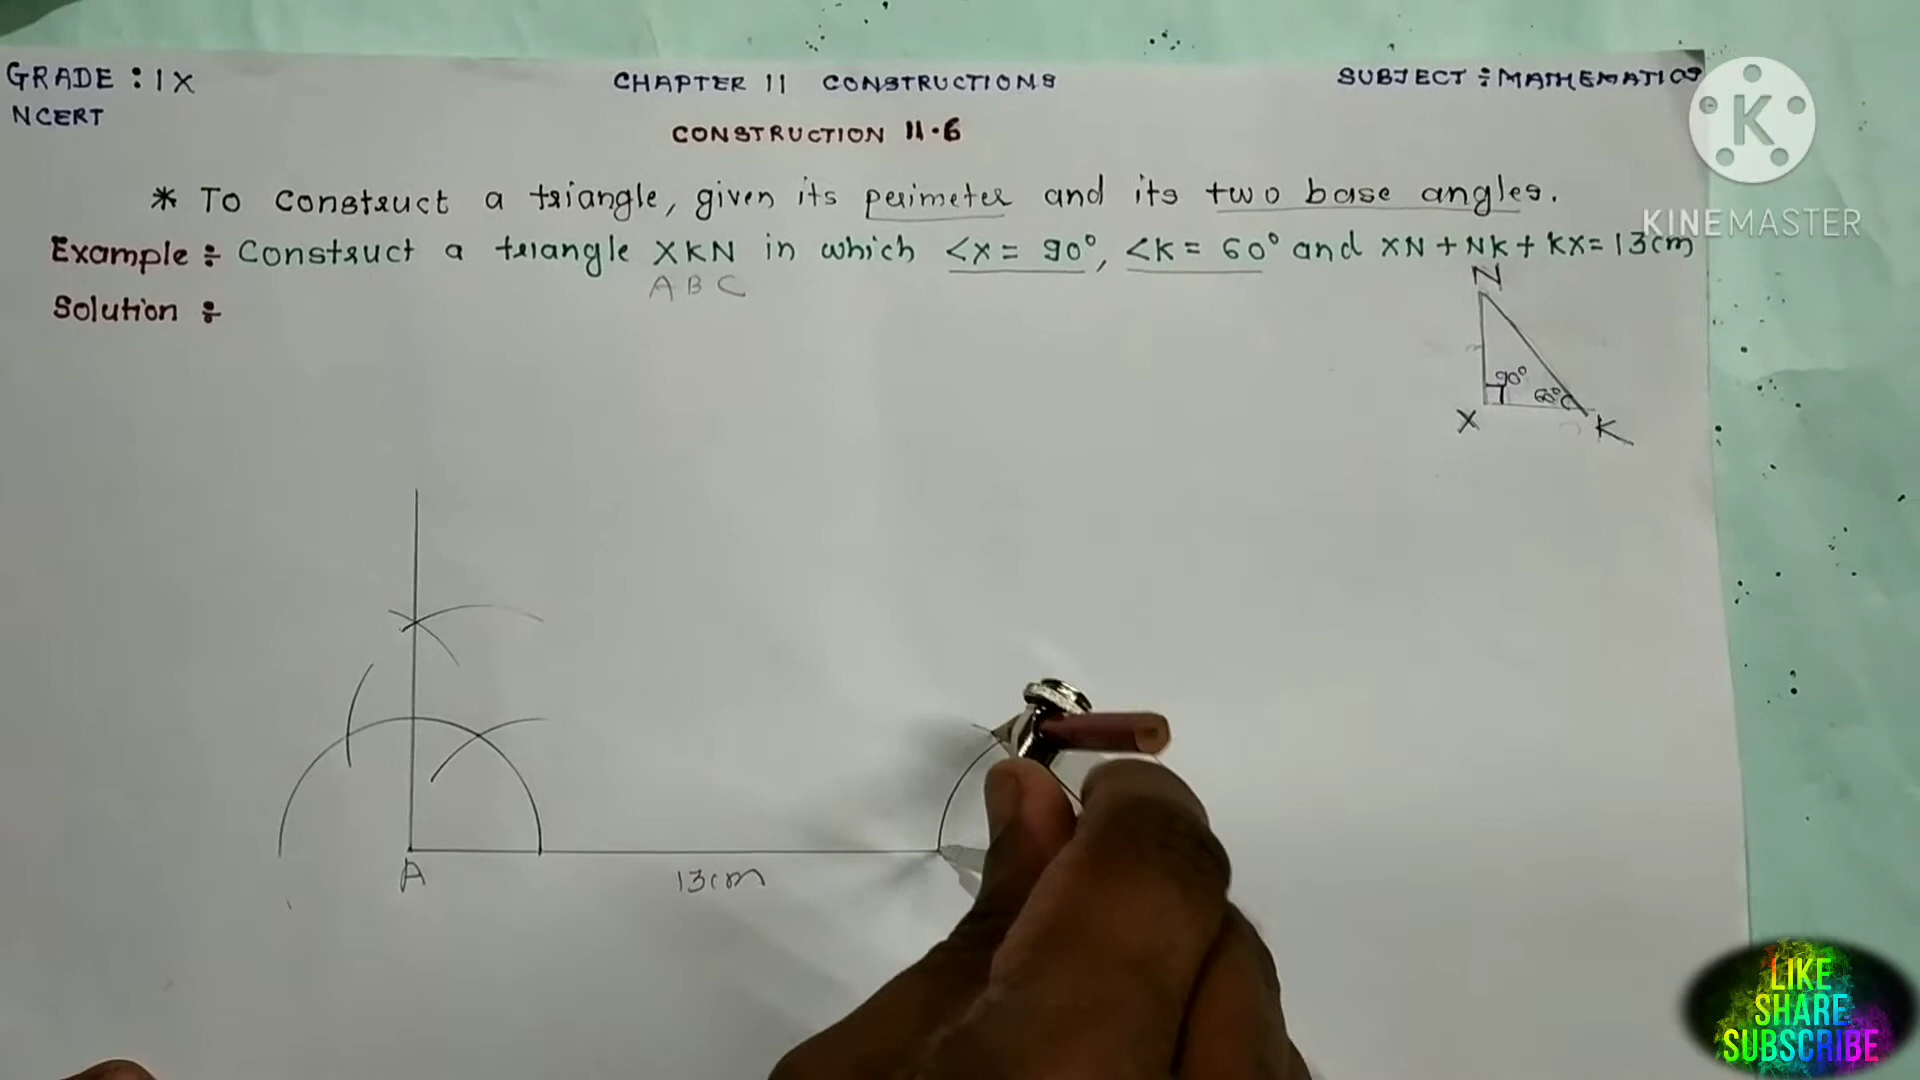 GRADE : IX
CHAPTER 11 CONSTRUCTIONS
SUBJECT ÷ MATHEMATICS
NCERT
CONSTRUCTION 11.6
K
* To construct a triangle, given its perimeter and its two base angles.
KINEMASTER
Example ÷ Construct a triangle XKN in which <X = 90°, <K = 60° and XN + NK + KX = 13cm
A B C
Solution ÷
N
90°
60°
X
K
A
13cm
LIKE
SHARE
SUBSCRIBE